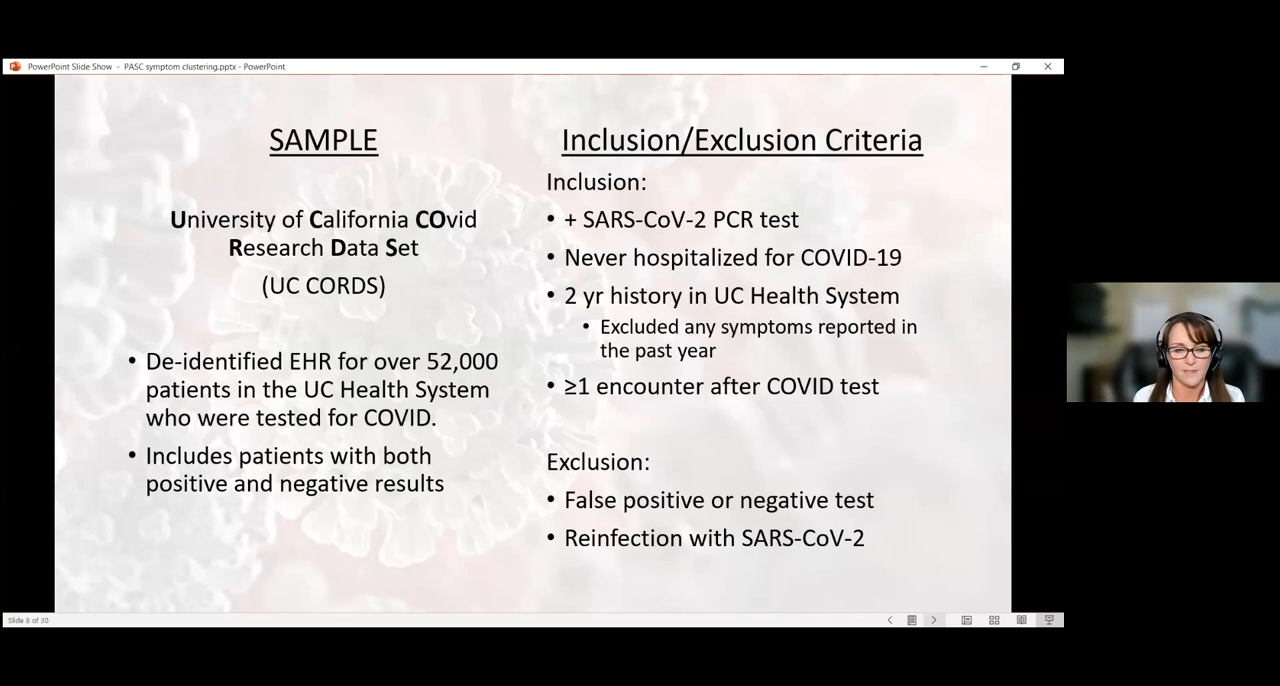 PowerPoint Slide Show - PASC symptom clustering.pptx - PowerPoint
SAMPLE
University of California COvid
Research Data Set
(UC CORDS)
• De-identified EHR for over 52,000
patients in the UC Health System
who were tested for COVID.
• Includes patients with both
positive and negative results
Inclusion/Exclusion Criteria
Inclusion:
• + SARS-CoV-2 PCR test
• Never hospitalized for COVID-19
• 2 yr history in UC Health System
• Excluded any symptoms reported in
the past year
• ≥1 encounter after COVID test
Exclusion:
• False positive or negative test
• Reinfection with SARS-CoV-2
Slide 8 of 30